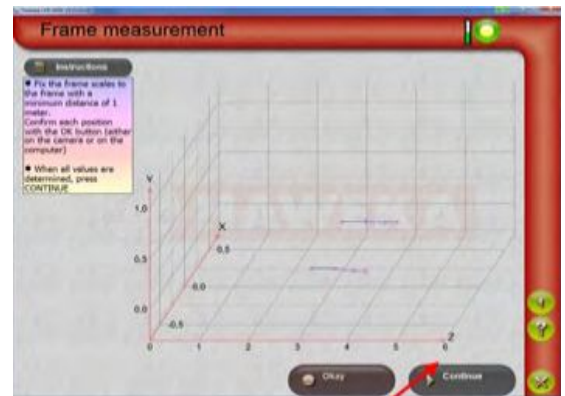 Frame measurement
Instructions
● Fix the frame scales to
the frame with a
minimum distance of 1
meter.
Confirm each position
with the OK button (either
on the camera or on the
computer)
● When all values are
determined, press
CONTINUE
Y
1,0
0,5
0,0
X
0,5
0,0
-0,5
0 1 2 3 4 5 6
Z
Okay
Continue
?